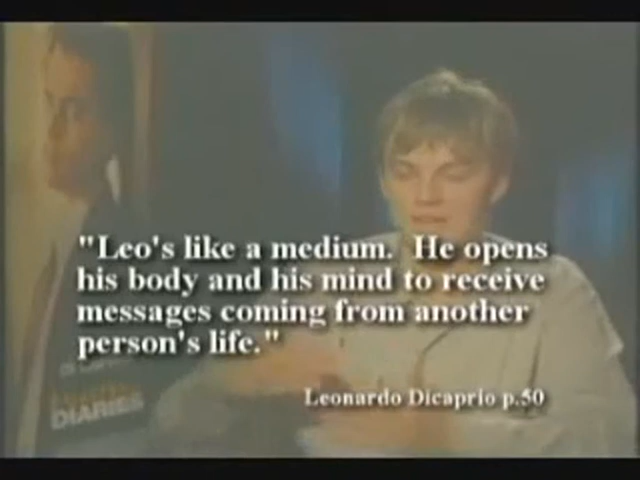 "Leo's like a medium. He opens
his body and his mind to receive
messages coming from another
person's life."
Leonardo Dicaprio p.50
DIARIES